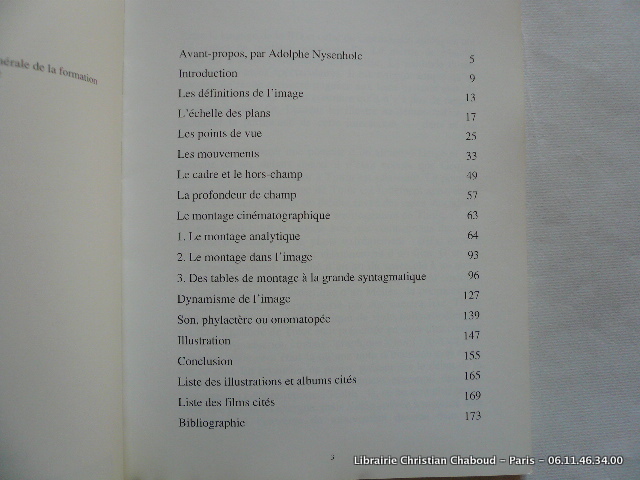 nérale de la formation
Avant-propos, par Adolphe Nysenhole 5
Introduction 9
Les définitions de l'image 13
L'échelle des plans 17
Les points de vue 25
Les mouvements 33
Le cadre et le hors-champ 49
La profondeur de champ 57
Le montage cinématographique 63
1. Le montage analytique 64
2. Le montage dans l'image 93
3. Des tables de montage à la grande syntagmatique 96
Dynamisme de l'image 127
Son, phylactère ou onomatopée 139
Illustration 147
Conclusion 155
Liste des illustrations et albums cités 165
Liste des films cités 169
Bibliographie 173
3
Librairie Christian Chaboud - Paris - 06.11.46.34.00